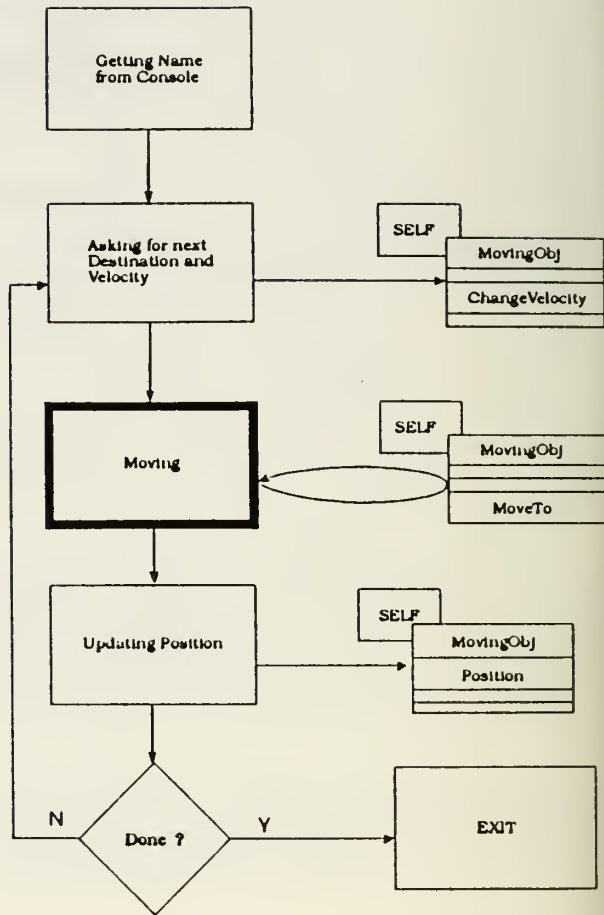 Getting Name
from Console
Asking for next
Destination and
Velocity
SELF
MovingObj
ChangeVelocity
Moving
SELF
MovingObj
MoveTo
Updating Position
SELF
MovingObj
Position
N
Done ?
Y
EXIT